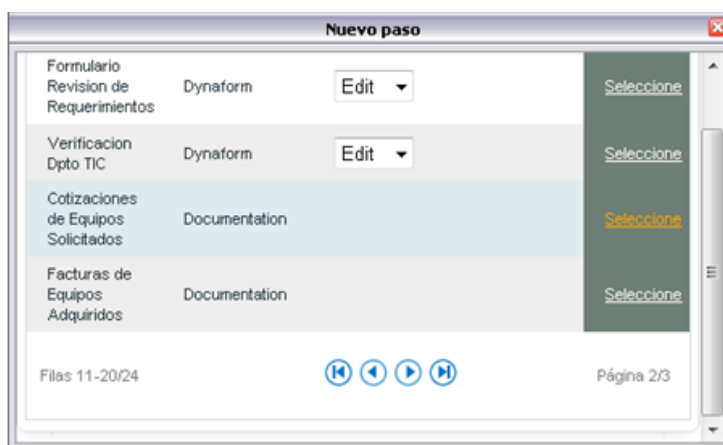 Nuevo paso
Formulario
Revision de
Requerimientos
Dynaform
Edit
Seleccione
Verificacion
Dpto TIC
Dynaform
Edit
Seleccione
Cotizaciones
de Equipos
Solicitados
Documentation
Seleccione
Facturas de
Equipos
Adquiridos
Documentation
Seleccione
Filas 11-20/24
Página 2/3